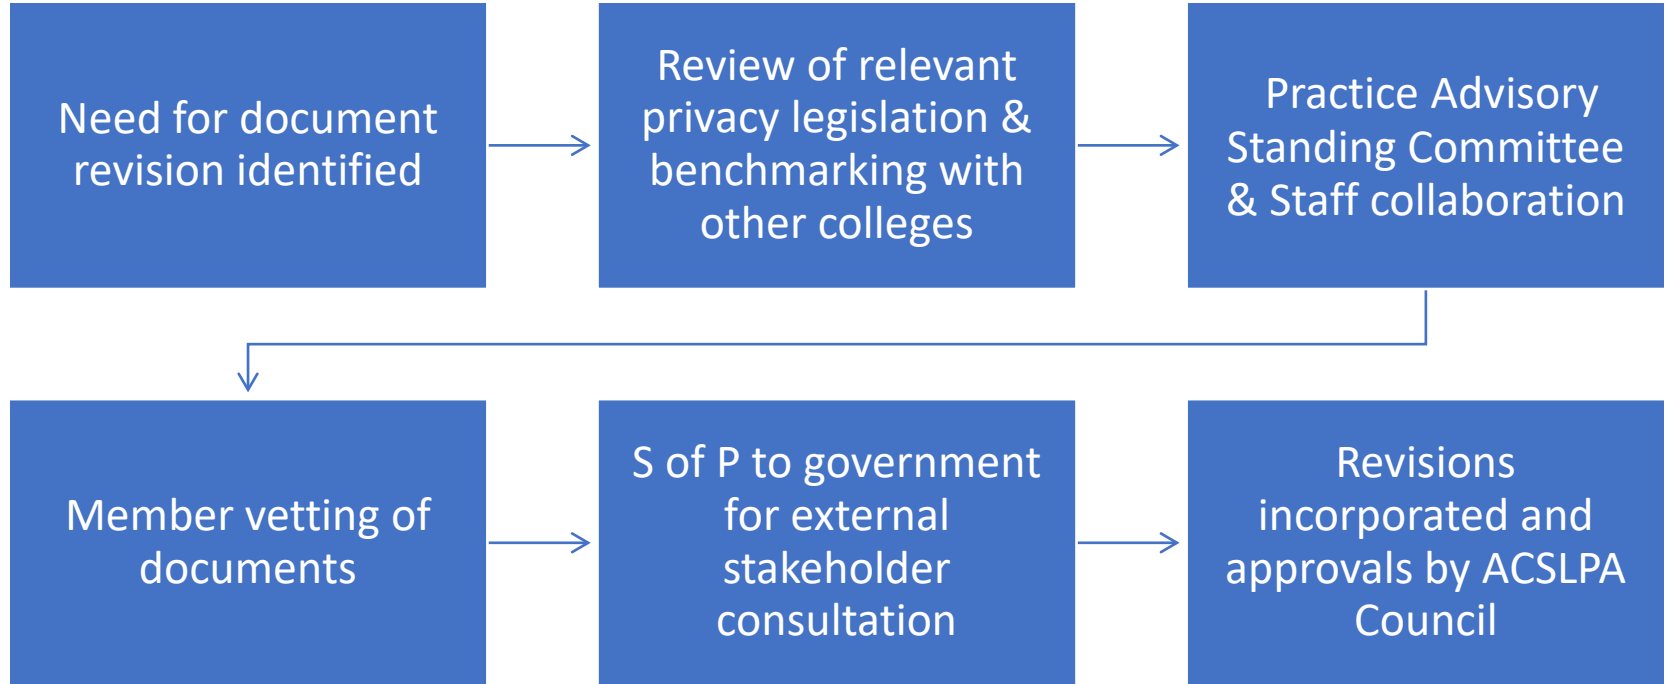 Need for document
revision identified
Review of relevant
privacy legislation &
benchmarking with
other colleges
Practice Advisory
Standing Committee
& Staff collaboration
Member vetting of
documents
S of P to government
for external
stakeholder
consultation
Revisions
incorporated and
approvals by ACSLPA
Council